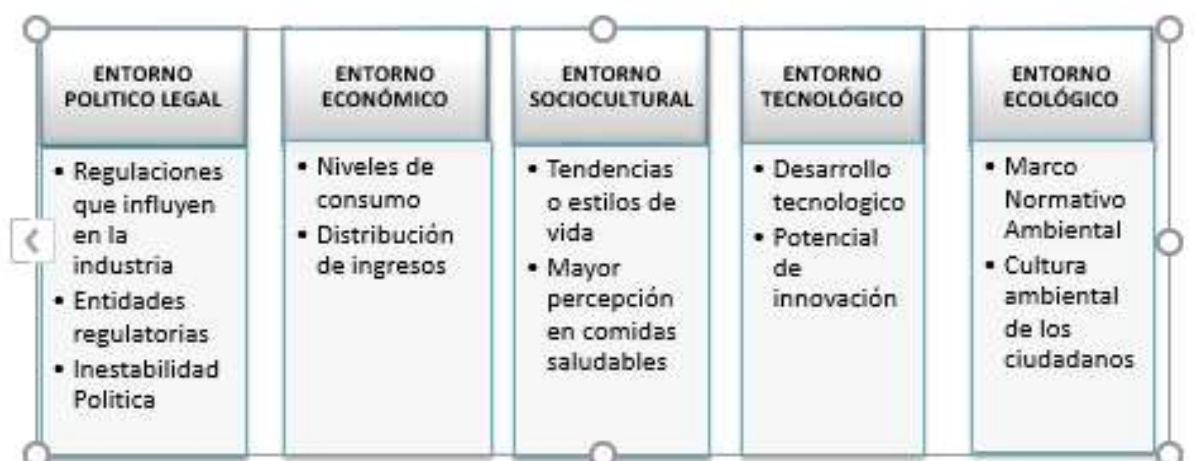 ENTORNO
POLITICO LEGAL
• Regulaciones
que influyen
en la
industria
• Entidades
regulatorias
• Inestabilidad
Politica
ENTORNO
ECONÓMICO
• Niveles de
consumo
• Distribución
de ingresos
ENTORNO
SOCIOCULTURAL
• Tendencias
o estilos de
vida
• Mayor
percepción
en comidas
saludables
ENTORNO
TECNOLÓGICO
• Desarrollo
tecnologico
• Potencial
de
innovación
ENTORNO
ECOLÓGICO
• Marco
Normativo
Ambiental
• Cultura
ambiental
de los
ciudadanos